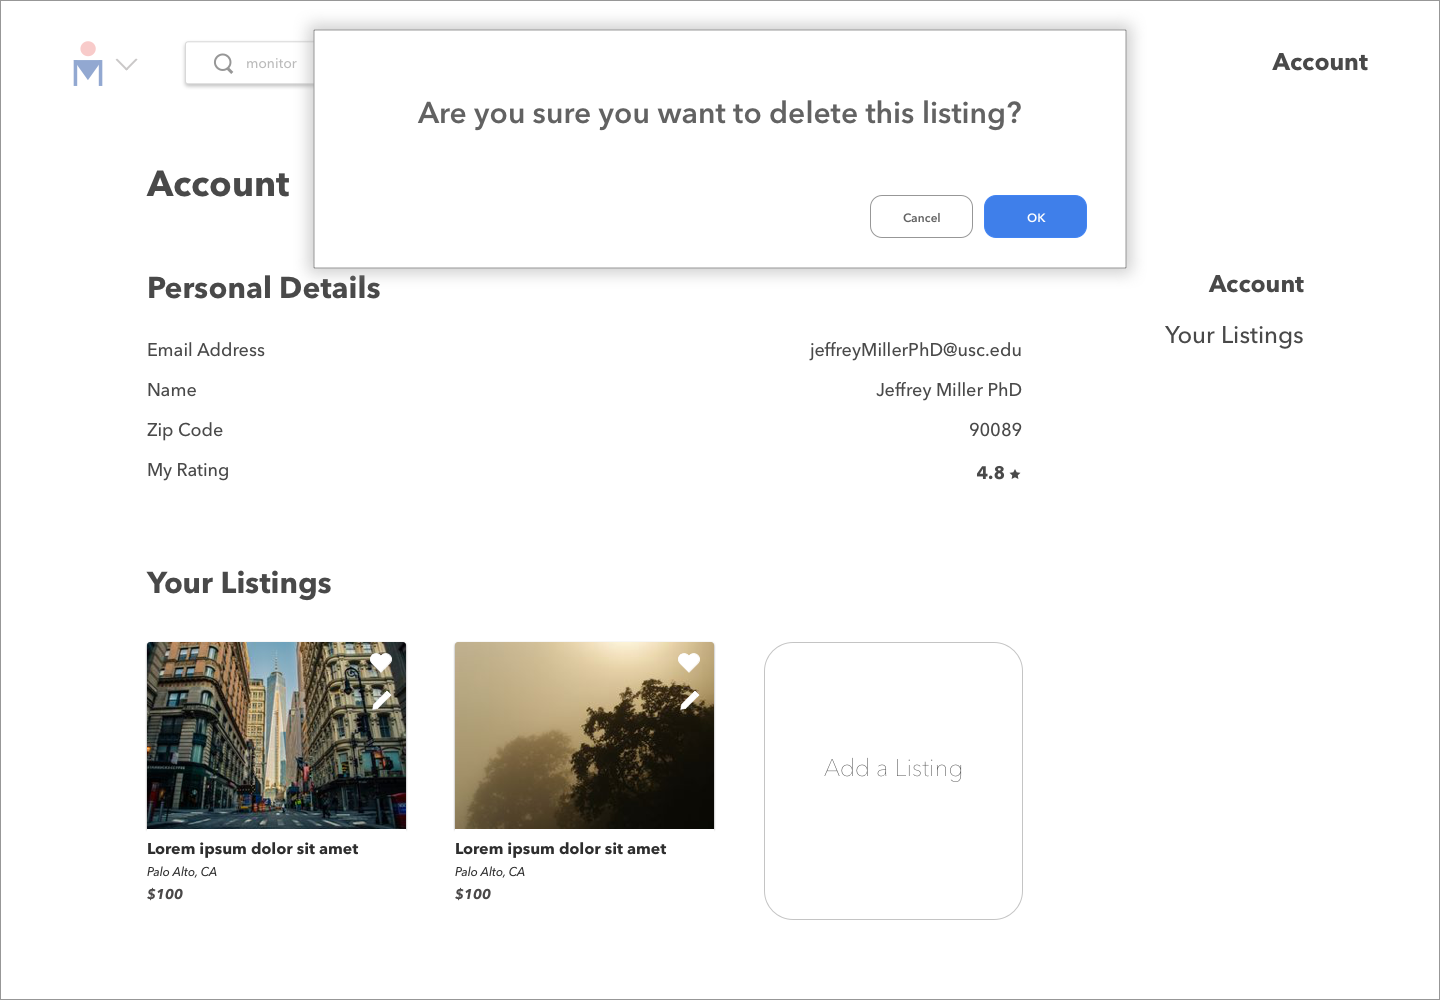 monitor
Account
Are you sure you want to delete this listing?
Cancel
OK
Account
Personal Details
Account
Your Listings
Email Address
jeffreyMillerPhD@usc.edu
Name
Jeffrey Miller PhD
Zip Code
90089
My Rating
4.8 ★
Your Listings
Add a Listing
Lorem ipsum dolor sit amet
Palo Alto, CA
$100
Lorem ipsum dolor sit amet
Palo Alto, CA
$100